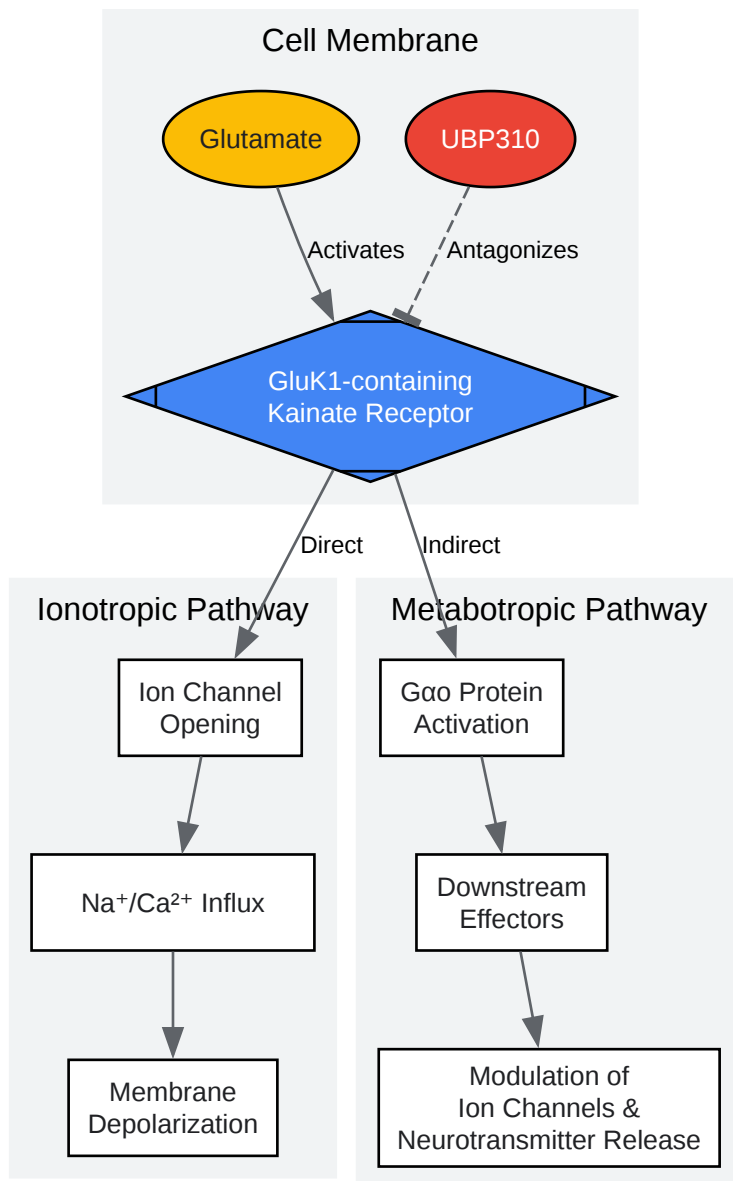 Cell Membrane
Glutamate
UBP310
Activates
Antagonizes
GluK1-containing
Kainate Receptor
Direct
Indirect
Ionotropic Pathway
Ion Channel
Opening
Na⁺/Ca²⁺ Influx
Membrane
Depolarization
Metabotropic Pathway
Gαo Protein
Activation
Downstream
Effectors
Modulation of
Ion Channels &
Neurotransmitter Release